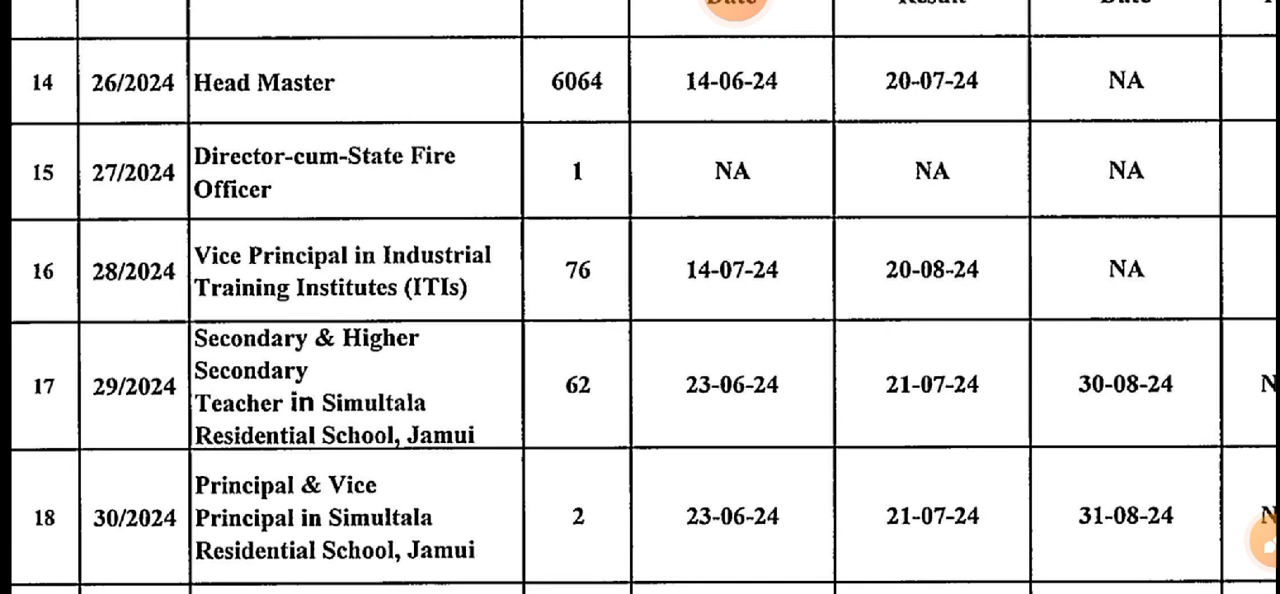 Date Result Date
14 26/2024 Head Master 6064 14-06-24 20-07-24 NA
15 27/2024 Director-cum-State Fire
Officer 1 NA NA NA
16 28/2024 Vice Principal in Industrial
Training Institutes (ITIs) 76 14-07-24 20-08-24 NA
17 29/2024 Secondary & Higher
Secondary
Teacher in Simultala
Residential School, Jamui 62 23-06-24 21-07-24 30-08-24
18 30/2024 Principal & Vice
Principal in Simultala
Residential School, Jamui 2 23-06-24 21-07-24 31-08-24